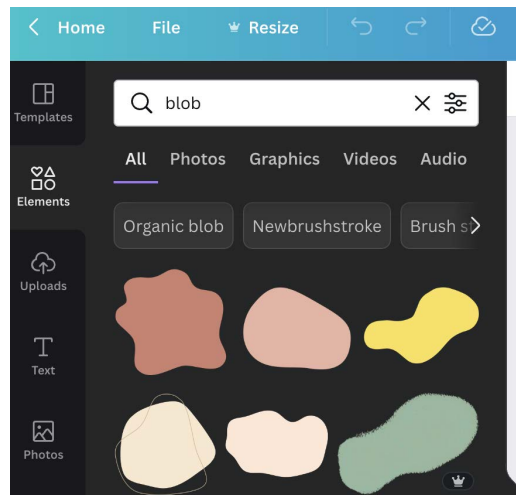 Home File Resize
Templates
Elements
Uploads
Text
Photos
blob
All Photos Graphics Videos Audio
Organic blob Newbrushstroke Brush